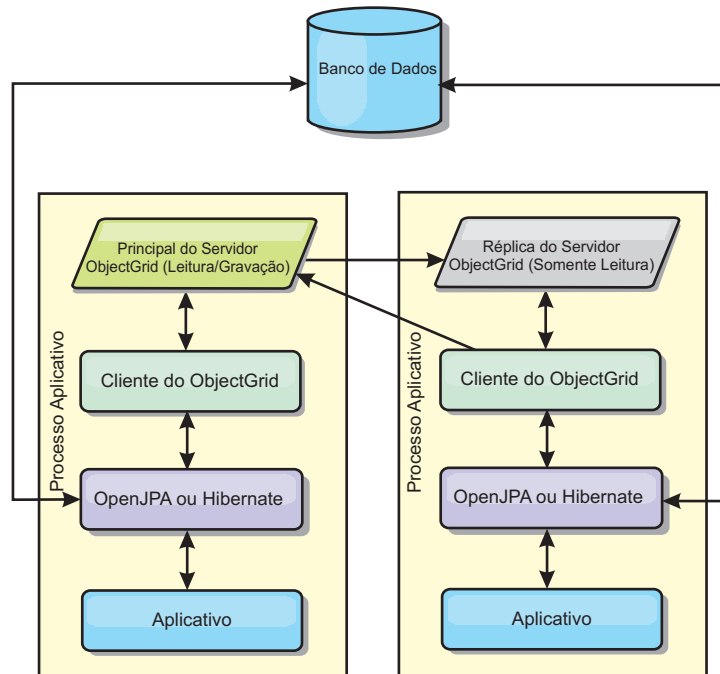 Banco de Dados
Principal do Servidor
ObjectGrid (Leitura/Gravação)
Cliente do ObjectGrid
Processo Aplicativo
OpenJPA ou Hibernate
Aplicativo
Réplica do Servidor
ObjectGrid (Somente Leitura)
Cliente do ObjectGrid
Processo Aplicativo
OpenJPA ou Hibernate
Aplicativo